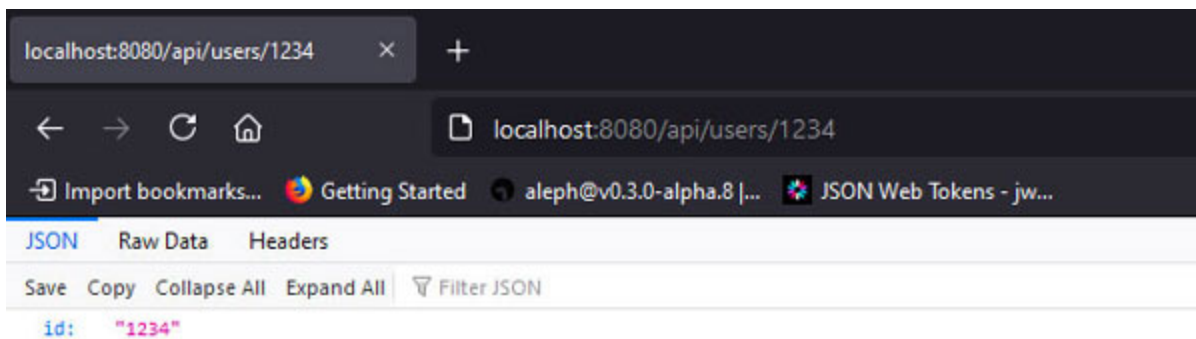 localhost:8080/api/users/1234
localhost:8080/api/users/1234
Import bookmarks... Getting Started aleph@v0.3.0-alpha.8 |... JSON Web Tokens - jw...
JSON Raw Data Headers
Save Copy Collapse All Expand All Filter JSON
id: "1234"